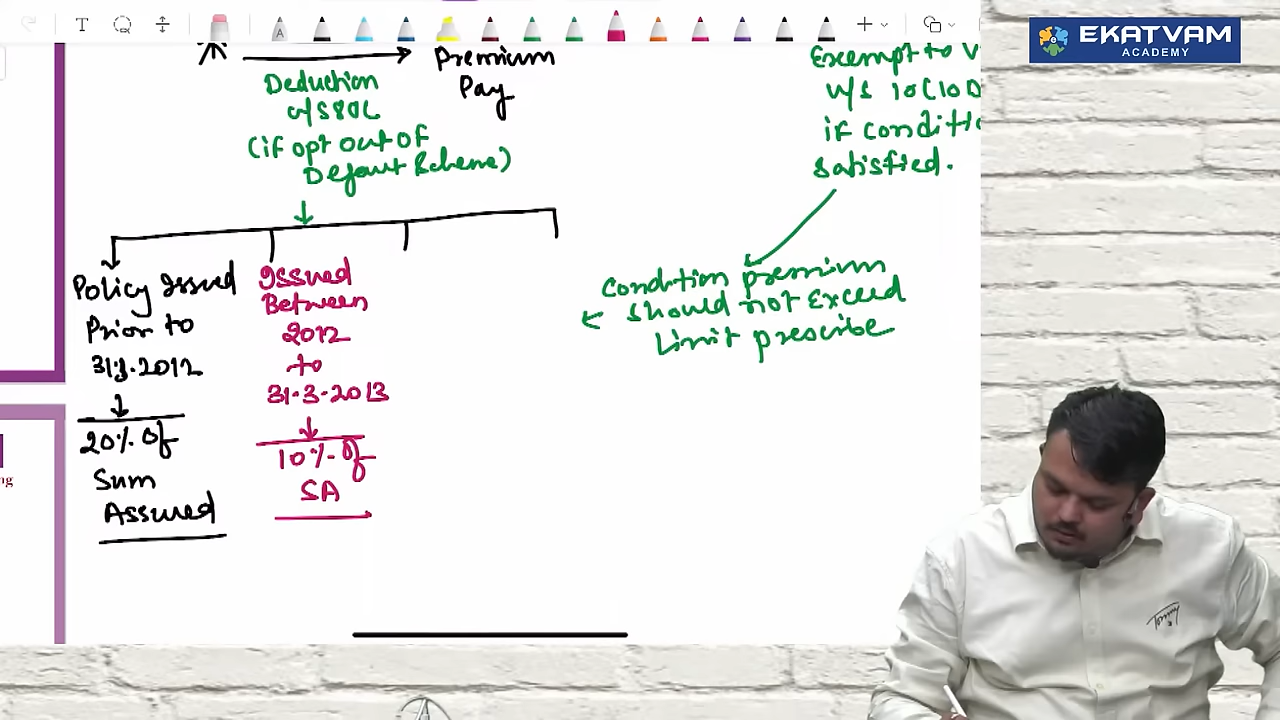 EKATVAM
ACADEMY
T
A
Premium
Pay
Deduction
u/s 80C
(if opt out of
Default Scheme)
Exempt to
u/s 10(10D
if conditio
satisfied.
Policy Issued
Prior to
31.3.2012
20% of
Sum
Assured
Issued
Between
2012
to
31.3.2013
10% of
SA
Condition premium
should not Exceed
Limit prescribe
ng